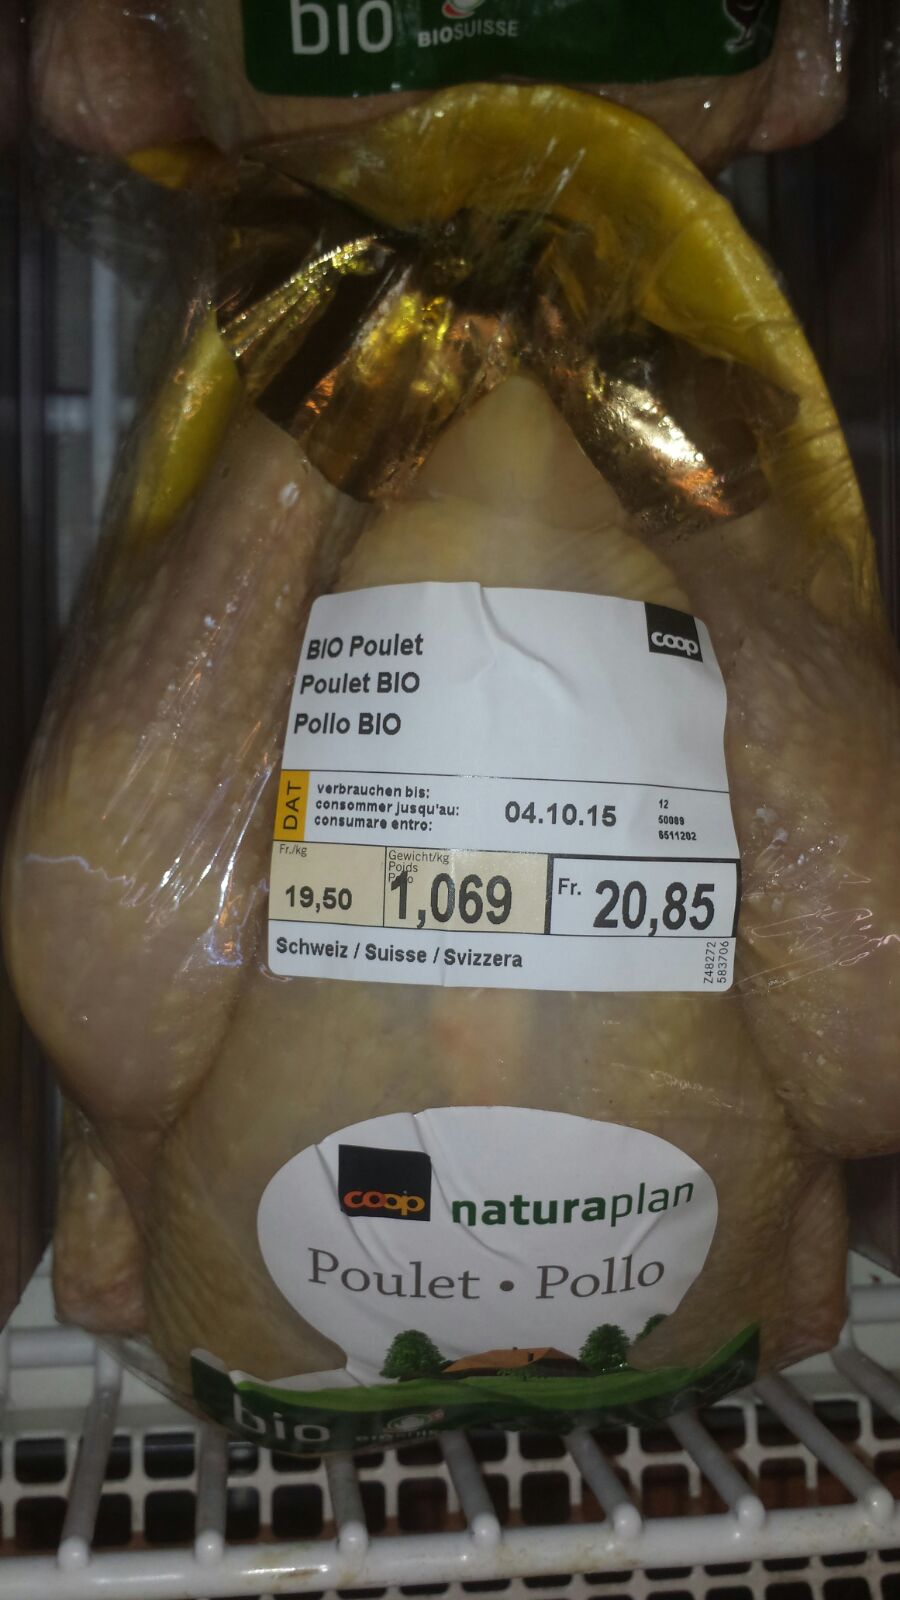 bio BIOSUISSE
coop
BIO Poulet
Poulet BIO
Pollo BIO
DAT
verbrauchen bis:
consommer jusqu'au:
consumare entro:
04.10.15
12
50089
6511202
Fr./kg
19,50
Gewicht/kg
Poids
1,069
Fr. 20,85
Schweiz / Suisse / Svizzera
Z48272
583706
coop naturaplan
Poulet • Pollo
bio